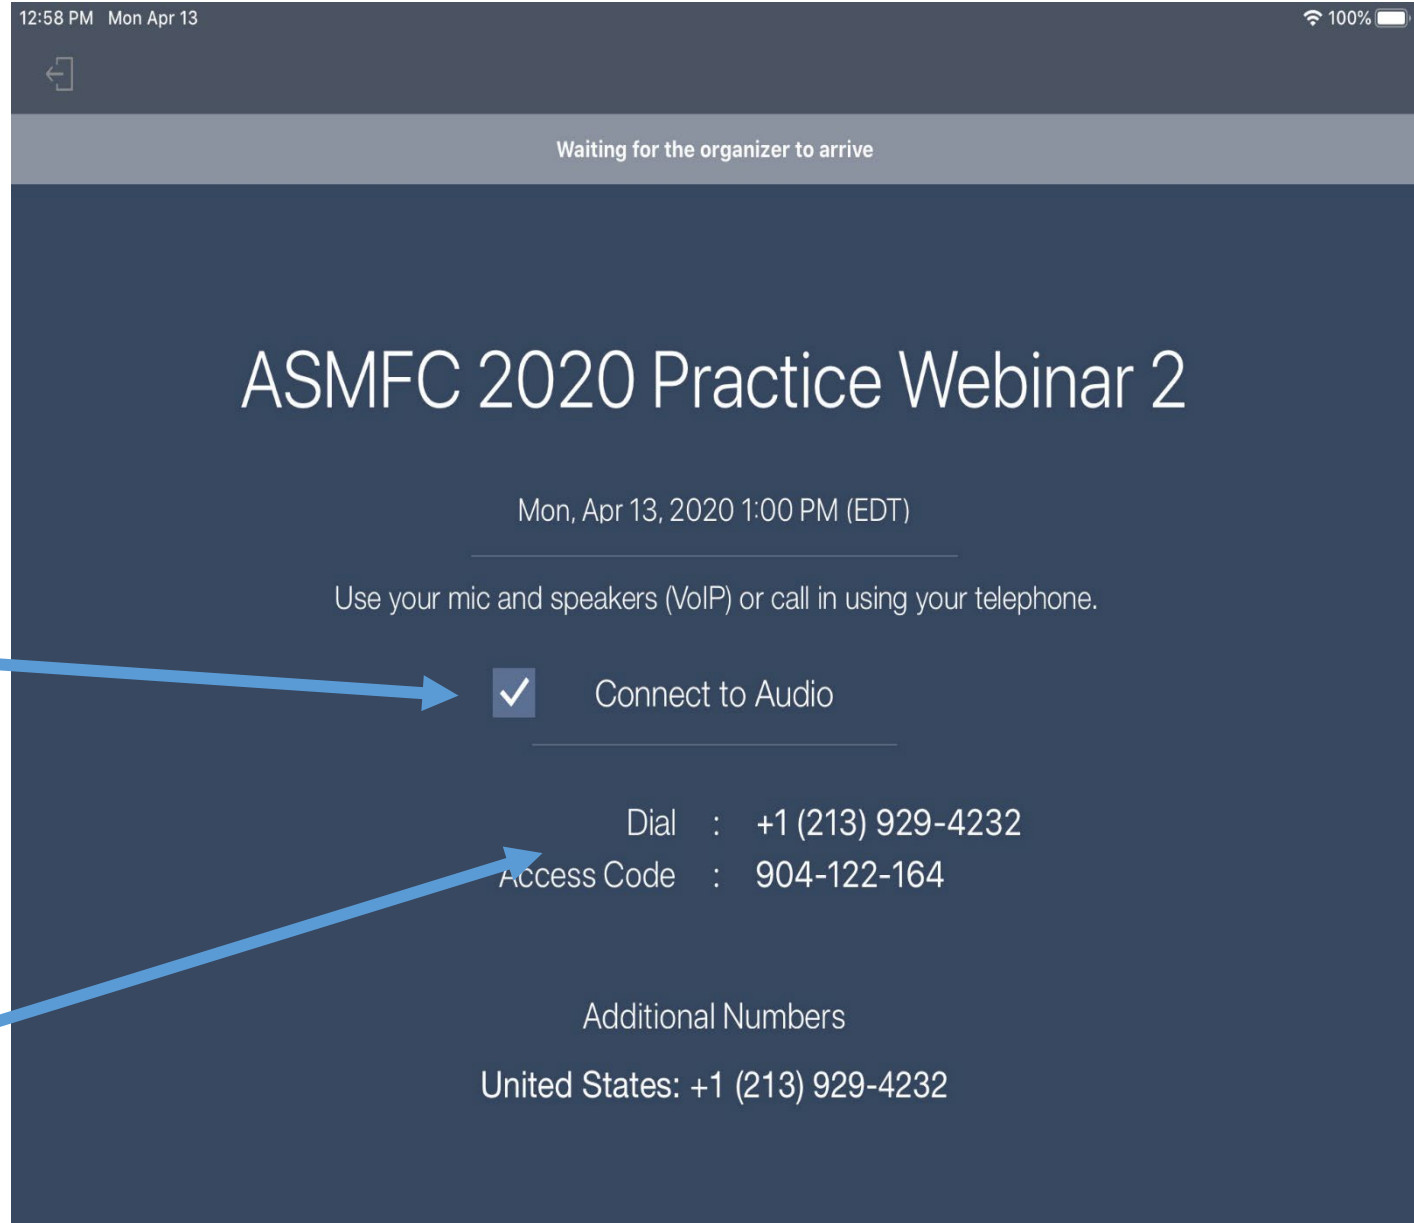 12:58 PM Mon Apr 13 100%
Waiting for the organizer to arrive
ASMFC 2020 Practice Webinar 2
Mon, Apr 13, 2020 1:00 PM (EDT)
Use your mic and speakers (VoIP) or call in using your telephone.
Connect to Audio
Dial : +1 (213) 929-4232
Access Code : 904-122-164
Additional Numbers
United States: +1 (213) 929-4232